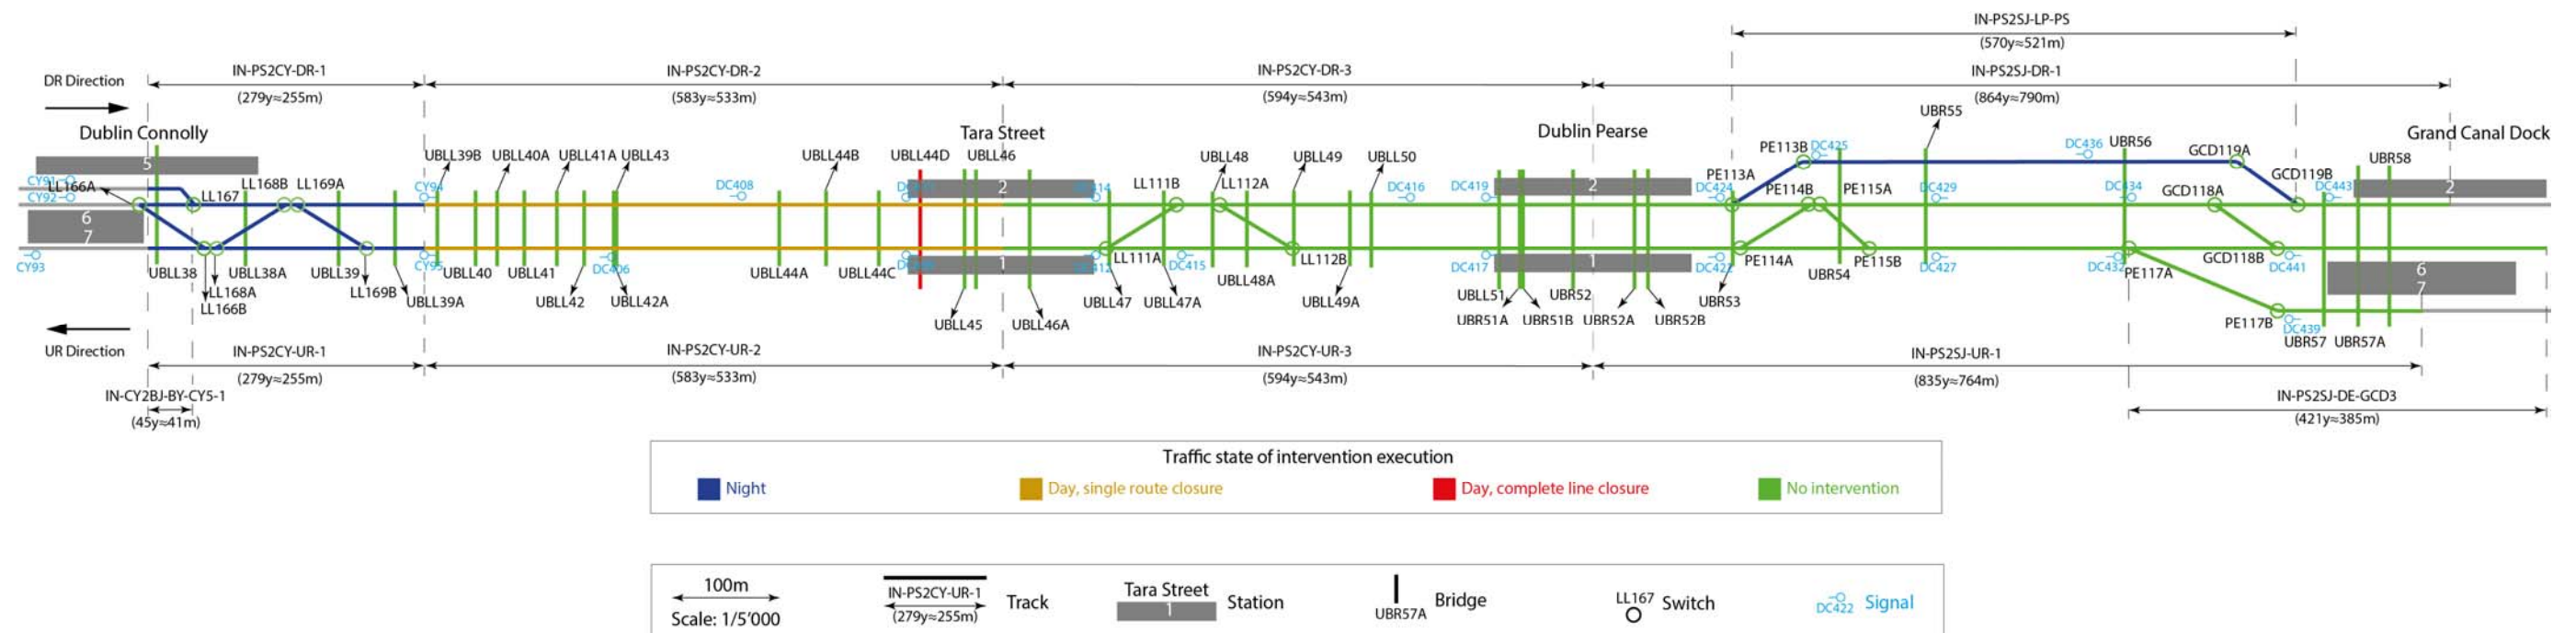 IN-PS2SJ-LP-PS
(570y≈521m)
DR Direction
IN-PS2CY-DR-1
(279y≈255m)
IN-PS2CY-DR-2
(583y≈533m)
IN-PS2CY-DR-3
(594y≈543m)
IN-PS2SJ-DR-1
(864y≈790m)
Dublin Connolly
Tara Street
Dublin Pearse
Grand Canal Dock
UBLL39B
UBLL40A
UBLL41A
UBLL43
UBLL44B
UBLL44D
UBLL46
UBLL48
UBLL49
UBLL50
UBR55
UBR56
UBR58
5
CY91
CY92
LL166A
LL167
LL168B
LL169A
CY94
DC408
2
DC414
LL111B
LL112A
DC416
DC419
2
PE113A
DC424
PE113B
DC425
PE114B
PE115A
DC429
DC436
DC434
GCD119A
GCD118A
GCD119B
DC443
2
6
7
CY93
UBLL38
LL168A
LL166B
UBLL38A
UBLL39
LL169B
CY95
UBLL39A
UBLL40
UBLL41
UBLL42
DC406
UBLL42A
UBLL44A
UBLL44C
1
UBLL45
UBLL46A
DC412
UBLL47
LL111A
UBLL47A
DC415
UBLL48A
LL112B
UBLL49A
DC417
UBLL51
UBR51A
UBR51B
UBR52
1
UBR52A
UBR52B
DC422
UBR53
PE114A
UBR54
PE115B
DC427
DC432
PE117A
GCD118B
DC441
PE117B
DC439
UBR57
UBR57A
6
7
UR Direction
IN-PS2CY-UR-1
(279y≈255m)
IN-PS2CY-UR-2
(583y≈533m)
IN-PS2CY-UR-3
(594y≈543m)
IN-PS2SJ-UR-1
(835y≈764m)
IN-CY2BJ-BY-CY5-1
(45y≈41m)
IN-PS2SJ-DE-GCD3
(421y≈385m)
Traffic state of intervention execution
Night
Day, single route closure
Day, complete line closure
No intervention
100m
Scale: 1/5'000
IN-PS2CY-UR-1
(279y≈255m)
Track
Tara Street
1
Station
UBR57A
Bridge
LL167
Switch
DC422
Signal